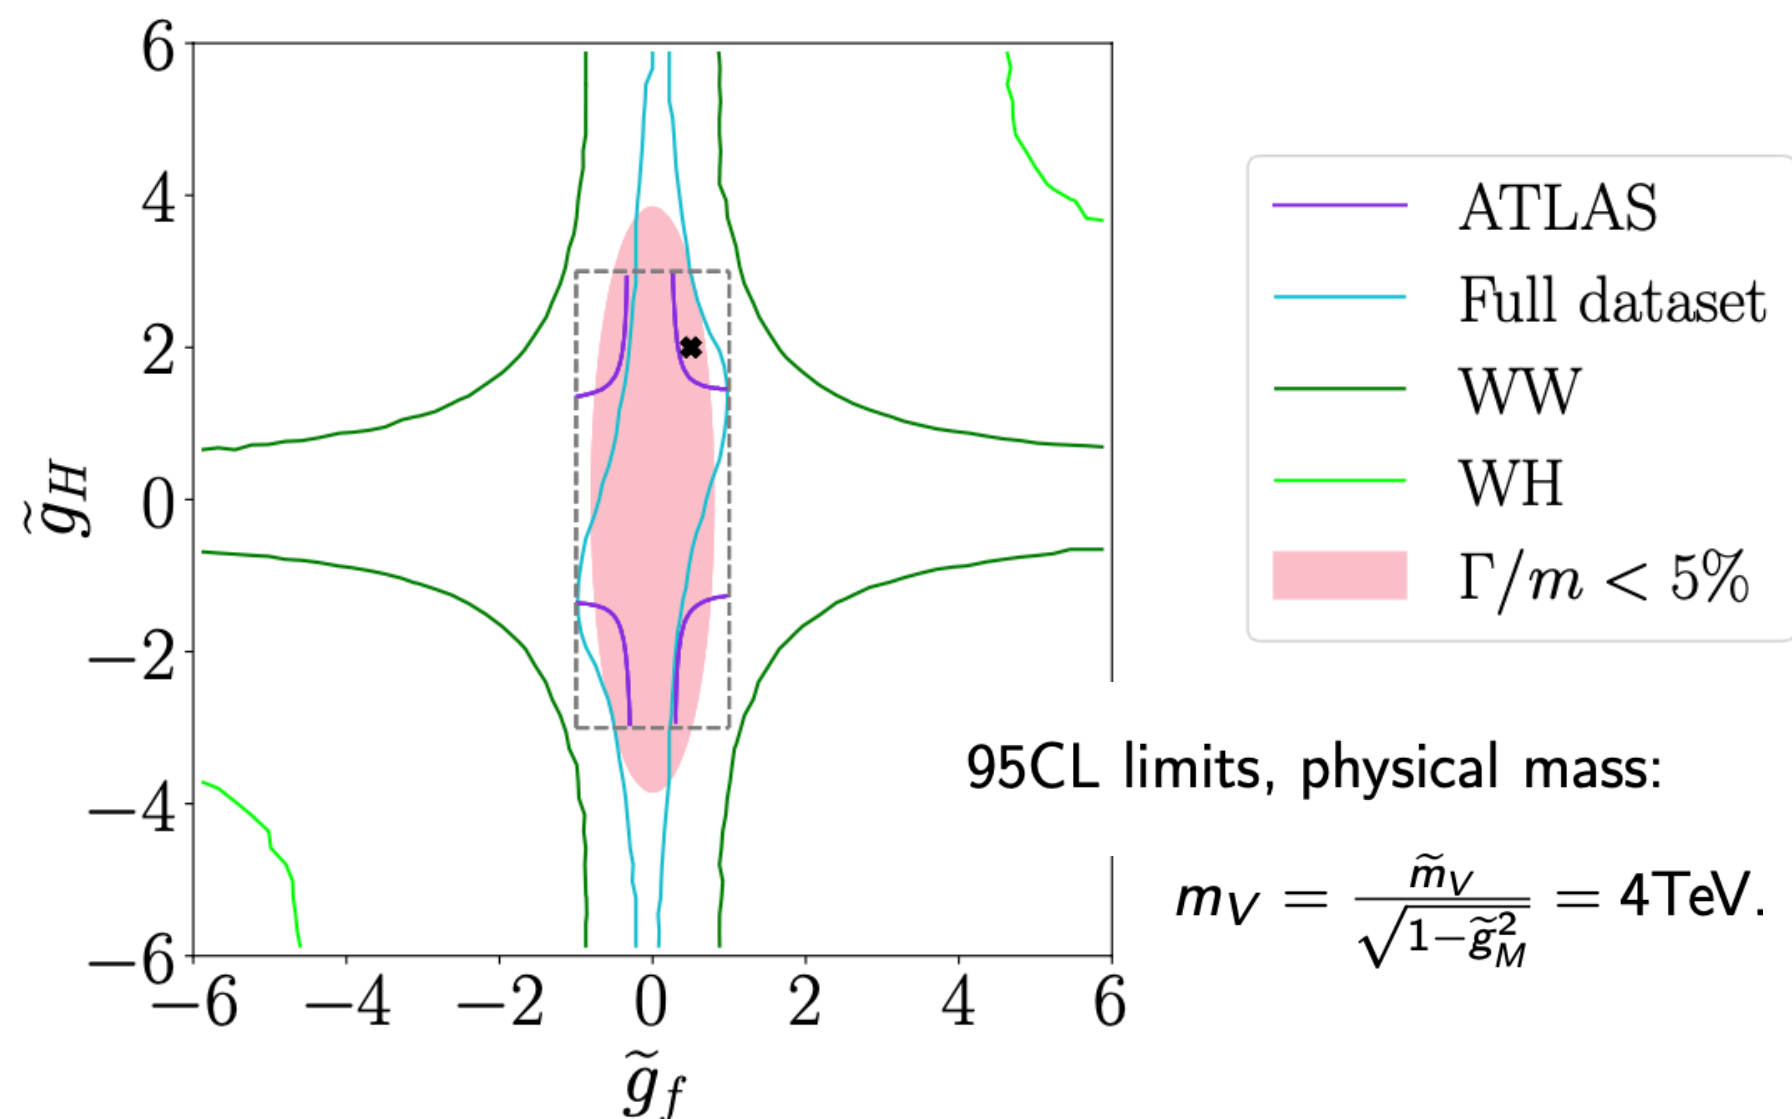 6
4
2
0
−2
−4
−6
g̃_H
−6 −4 −2 0 2 4 6
g̃_f
ATLAS
Full dataset
WW
WH
Γ/m < 5%
95CL limits, physical mass:
m_V = m̃_V / √(1−g̃_M^2) = 4TeV.